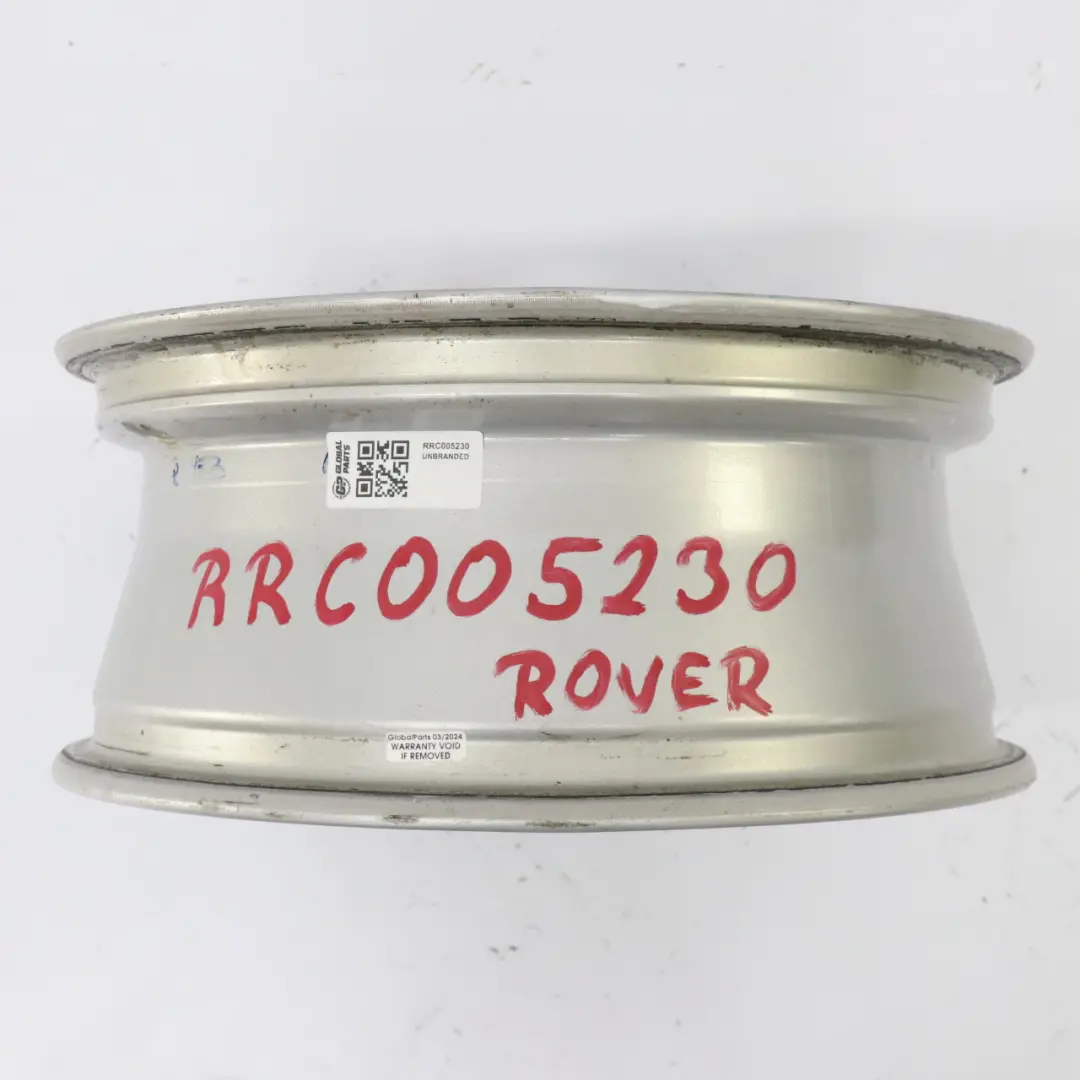 GLOBAL
PARTS
RRC005230
UNBRANDED
RRC005230
ROVER
GlobalParts 03/2024
WARRANTY VOID
IF REMOVED